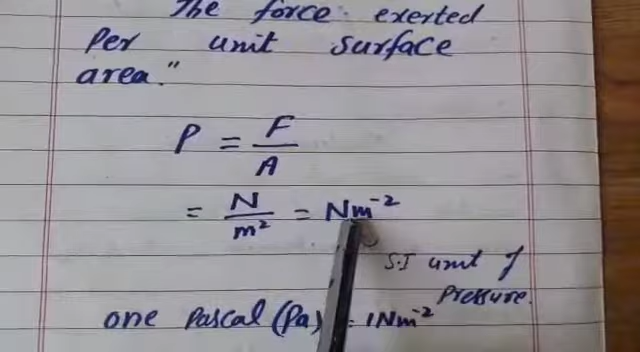 "The force exerted
Per unit surface
area."
P = F/A
= N/m² = Nm⁻²
S.I unit of
Pressure.
one Pascal (Pa) = 1Nm⁻²